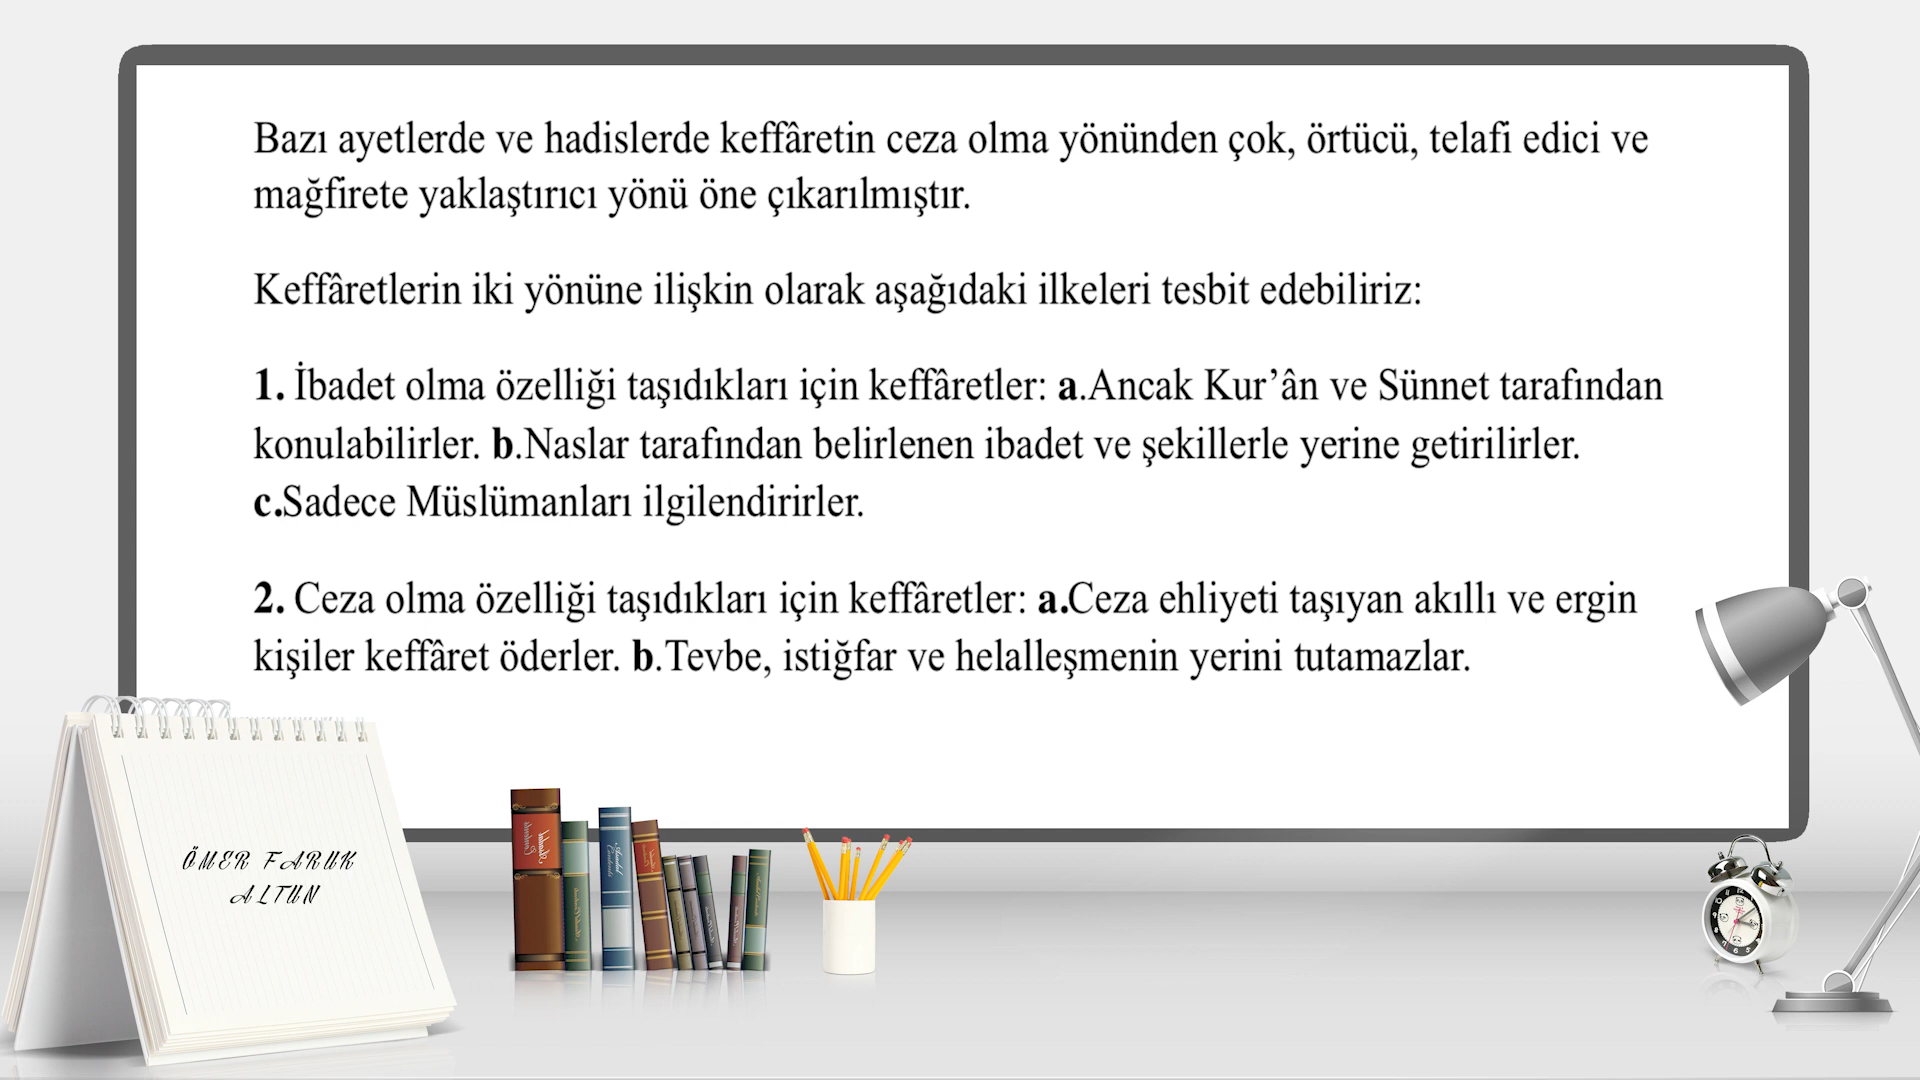 Bazı ayetlerde ve hadislerde keffâretin ceza olma yönünden çok, örtücü, telafi edici ve
mağfirete yaklaştırıcı yönü öne çıkarılmıştır.
Keffâretlerin iki yönüne ilişkin olarak aşağıdaki ilkeleri tesbit edebiliriz:
1. İbadet olma özelliği taşıdıkları için keffâretler: a.Ancak Kur’ân ve Sünnet tarafından
konulabilirler. b.Naslar tarafından belirlenen ibadet ve şekillerle yerine getirilirler.
c.Sadece Müslümanları ilgilendirirler.
2. Ceza olma özelliği taşıdıkları için keffâretler: a.Ceza ehliyeti taşıyan akıllı ve ergin
kişiler keffâret öderler. b.Tevbe, istiğfar ve helalleşmenin yerini tutamazlar.
ÖMER FARUK
ALTUN